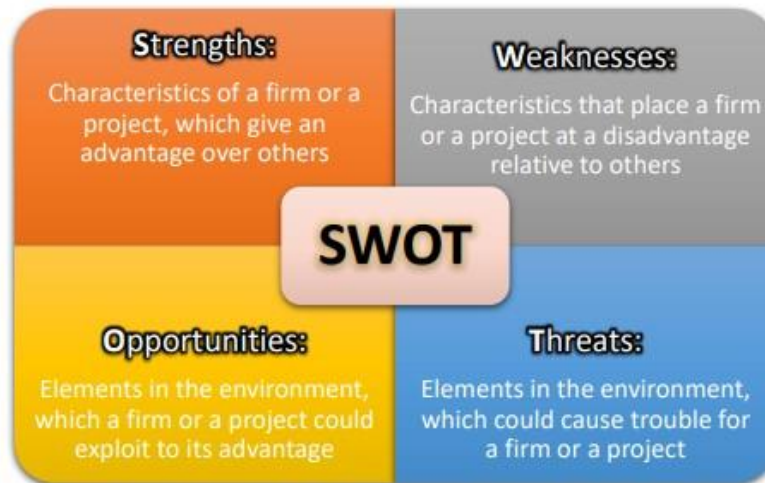 Strengths:
Characteristics of a firm or a
project, which give an
advantage over others
Weaknesses:
Characteristics that place a firm
or a project at a disadvantage
relative to others
SWOT
Opportunities:
Elements in the environment,
which a firm or a project could
exploit to its advantage
Threats:
Elements in the environment,
which could cause trouble for
a firm or a project